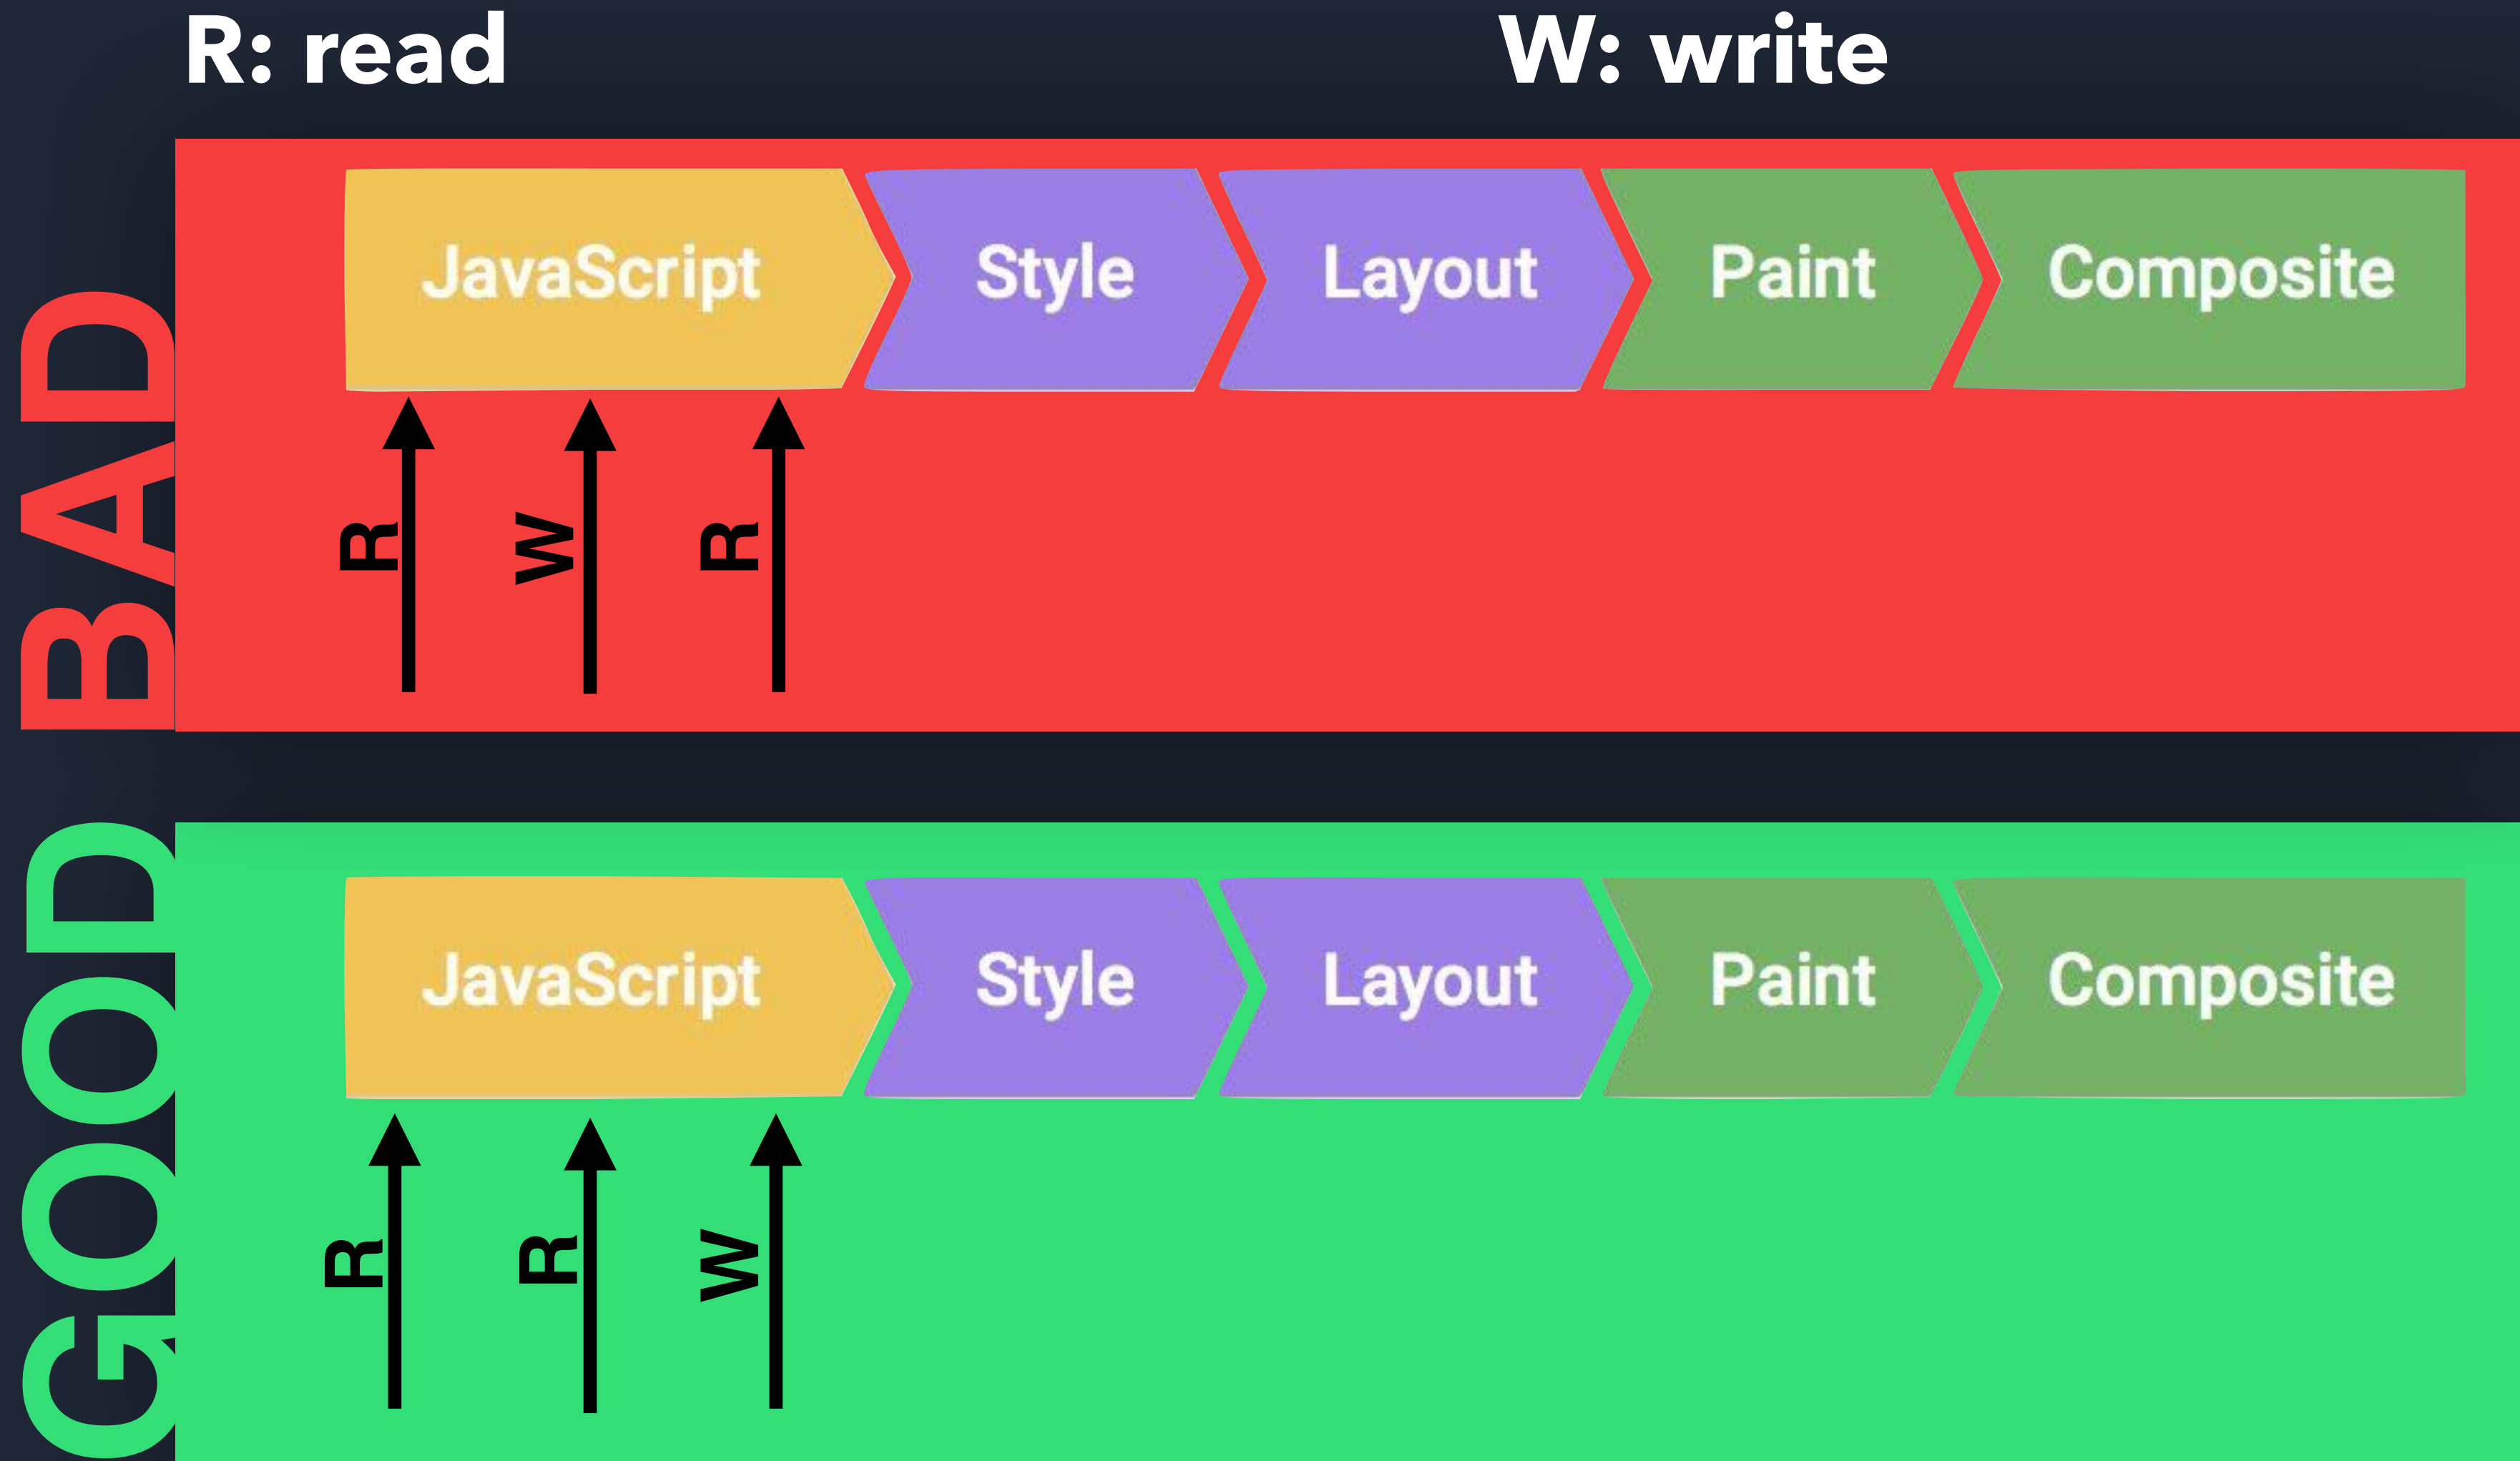 R: read
W: write
BAD
JavaScript
Style
Layout
Paint
Composite
R
W
R
GOOD
JavaScript
Style
Layout
Paint
Composite
R
R
W